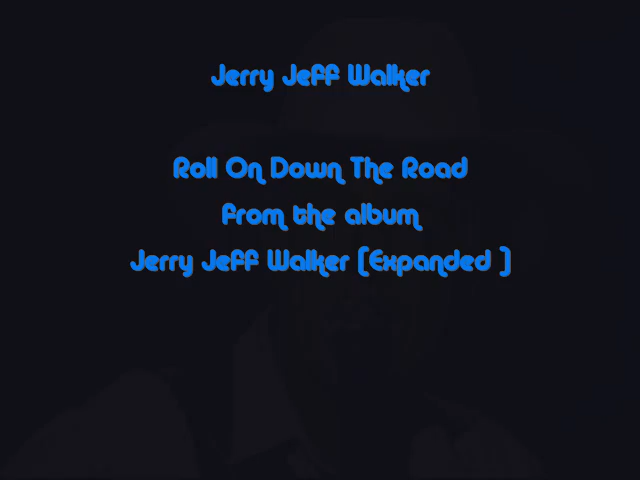 Jerry Jeff Walker
Roll On Down The Road
from the album
Jerry Jeff Walker (Expanded )